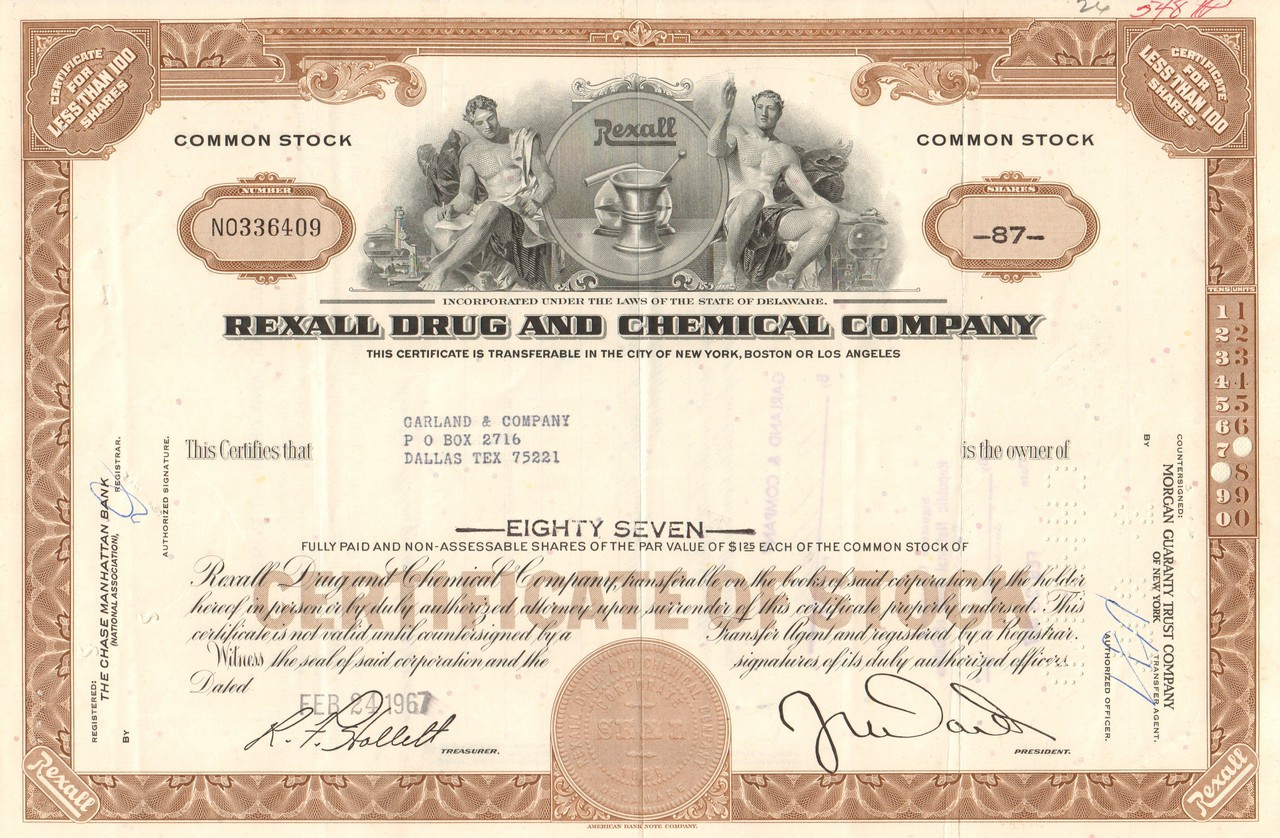 26 548
CERTIFICATE
FOR
LESS THAN 100
SHARES
CERTIFICATE
FOR
LESS THAN 100
SHARES
COMMON STOCK
Rexall
COMMON STOCK
NUMBER
NO336409
SHARES
—87—
INCORPORATED UNDER THE LAWS OF THE STATE OF DELAWARE.
REXALL DRUG AND CHEMICAL COMPANY
THIS CERTIFICATE IS TRANSFERABLE IN THE CITY OF NEW YORK, BOSTON OR LOS ANGELES
TENS UNITS
1 1
2 2
3 3
4 4
5 5
6 6
7
8
9 9
0 0
GARLAND & COMPANY
This Certifies that P O BOX 2716 is the owner of
DALLAS TEX 75221
—EIGHTY SEVEN—
FULLY PAID AND NON-ASSESSABLE SHARES OF THE PAR VALUE OF $1.25 EACH OF THE COMMON STOCK OF
CERTIFICATE OF STOCK
Rexall Drug and Chemical Company, transferable on the books of said corporation by the holder
hereof in person or by duly authorized attorney upon surrender of this certificate properly endorsed. This
certificate is not valid until countersigned by a Transfer Agent and registered by a Registrar.
Witness the seal of said corporation and the signatures of its duly authorized officers.
Dated
FEB 24 1967
R. F. Hollett
TREASURER.
PRESIDENT.
REGISTERED:
THE CHASE MANHATTAN BANK
(NATIONAL ASSOCIATION),
REGISTRAR.
BY
AUTHORIZED SIGNATURE.
COUNTERSIGNED:
MORGAN GUARANTY TRUST COMPANY
OF NEW YORK
TRANSFER AGENT.
BY
AUTHORIZED OFFICER.
Rexall
Rexall
AMERICAN BANK NOTE COMPANY.